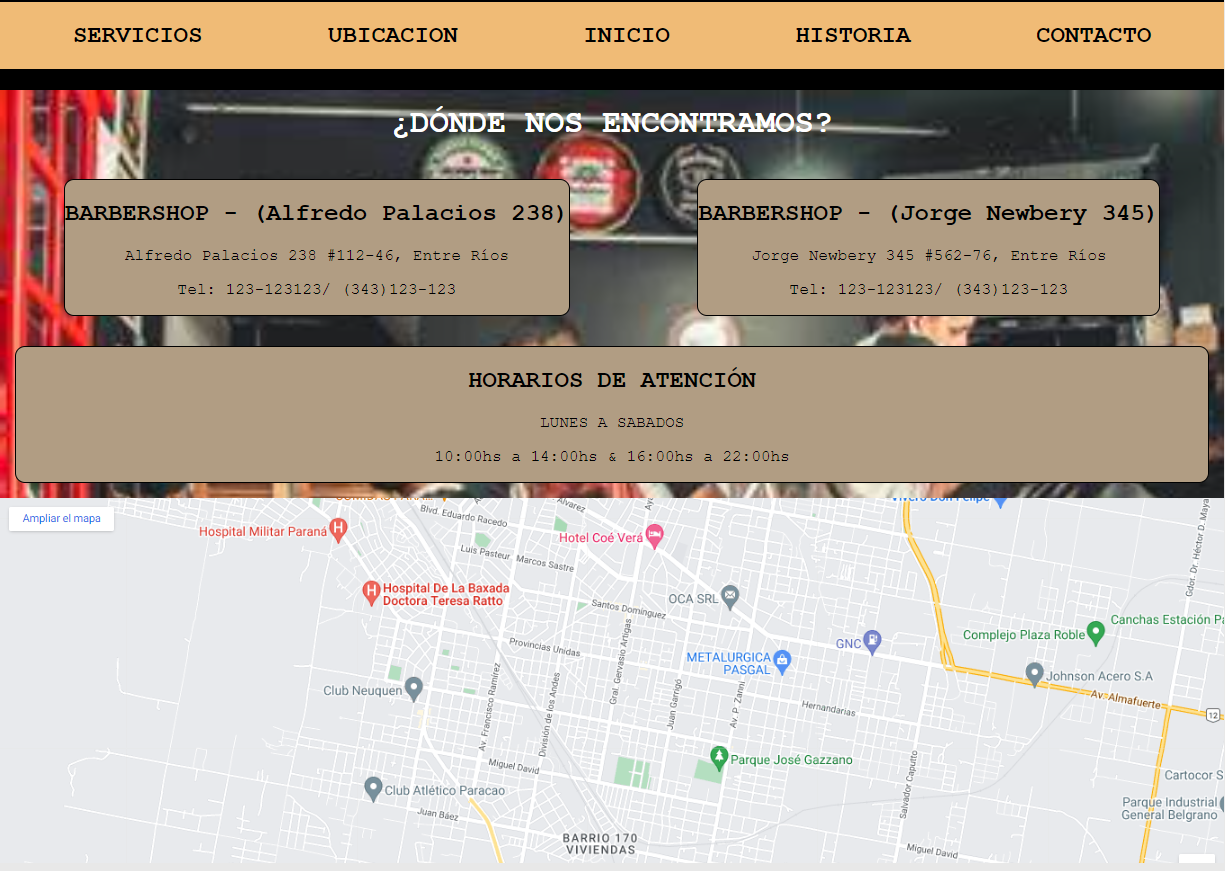 SERVICIOS
UBICACION
INICIO
HISTORIA
CONTACTO
¿DÓNDE NOS ENCONTRAMOS?
BARBERSHOP - (Alfredo Palacios 238)
Alfredo Palacios 238 #112-46, Entre Ríos
Tel: 123-123123/ (343)123-123
BARBERSHOP - (Jorge Newbery 345)
Jorge Newbery 345 #562-76, Entre Ríos
Tel: 123-123123/ (343)123-123
HORARIOS DE ATENCIÓN
LUNES A SABADOS
10:00hs a 14:00hs & 16:00hs a 22:00hs
Ampliar el mapa
Vivero Don Felipe
Blvd. Eduardo Racedo
Alvarez
Hospital Militar Paraná
Hotel Coé Verá
Gdor. Dr. Héctor D. Maya
Luis Pasteur
Marcos Sastre
Hospital De La Baxada
Doctora Teresa Ratto
OCA SRL
Santos Domínguez
Canchas Estación
Complejo Plaza Roble
GNC
Provincias Unidas
Gral. Gervasio Artigas
METALURGICA
PASGAL
Johnson Acero S.A
Club Neuquen
Av. Francisco Ramírez
División de los Andes
Juan Garrigó
Av. P. Zanni
Hernandarias
Av. Almafuerte
12
Parque José Gazzano
Miguel David
Salvador Caputto
Cartocor S
Club Atlético Paracao
Parque Industrial
General Belgrano
Juan Báez
BARRIO 170
VIVIENDAS
Miguel David